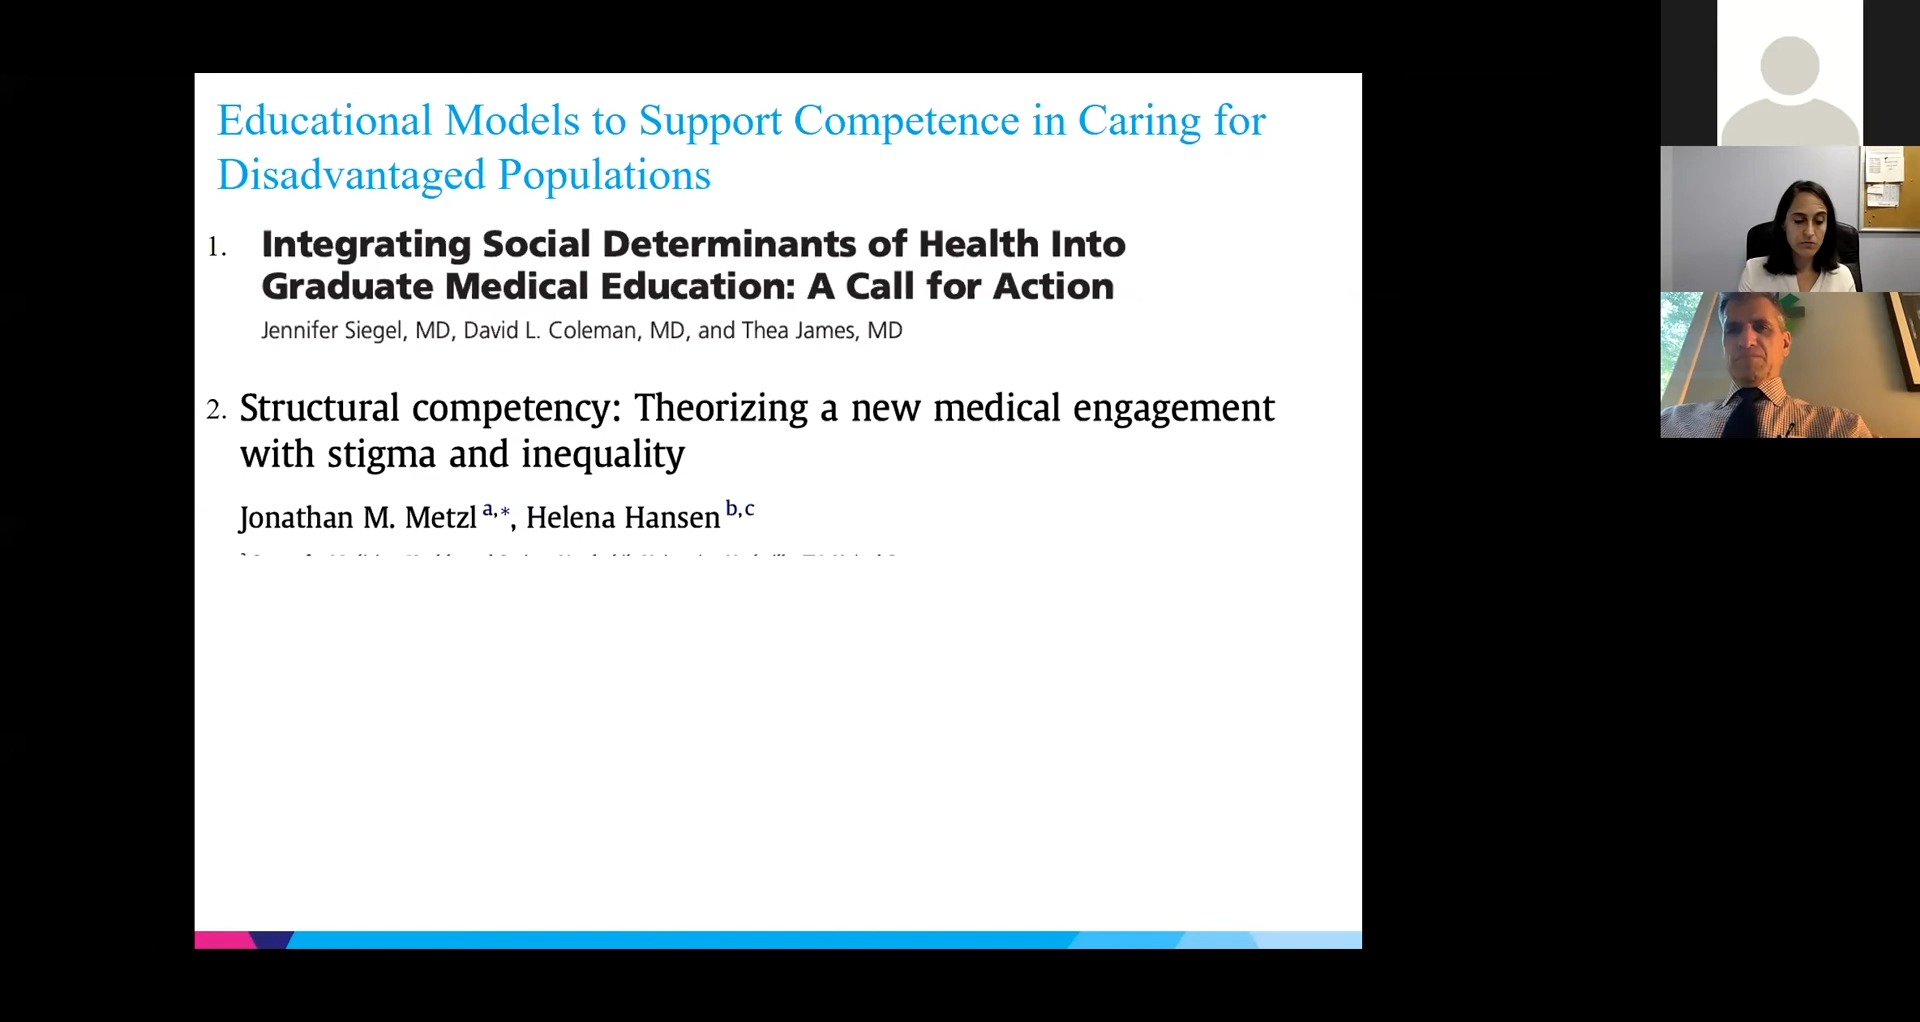 Educational Models to Support Competence in Caring for
Disadvantaged Populations
1. Integrating Social Determinants of Health Into
Graduate Medical Education: A Call for Action
Jennifer Siegel, MD, David L. Coleman, MD, and Thea James, MD
2. Structural competency: Theorizing a new medical engagement
with stigma and inequality
Jonathan M. Metzl a,*, Helena Hansen b,c